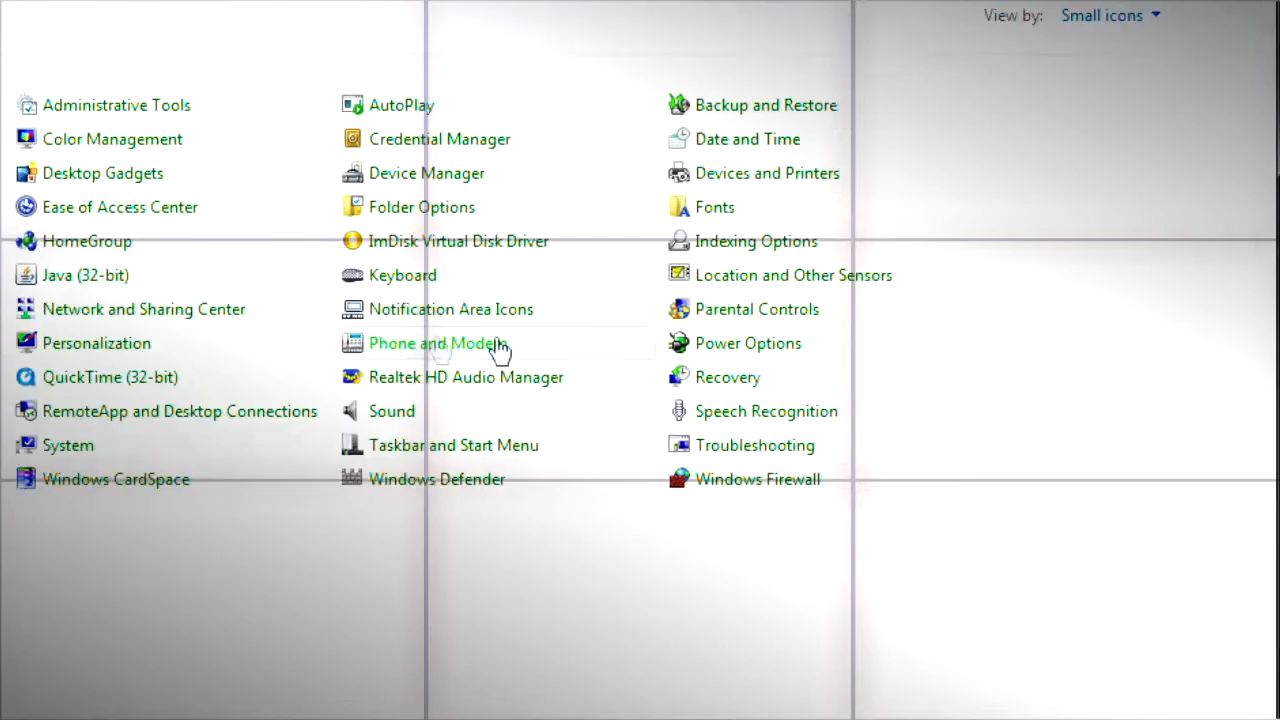 View by: Small icons
Administrative Tools AutoPlay Backup and Restore
Color Management Credential Manager Date and Time
Desktop Gadgets Device Manager Devices and Printers
Ease of Access Center Folder Options Fonts
HomeGroup ImDisk Virtual Disk Driver Indexing Options
Java (32-bit) Keyboard Location and Other Sensors
Network and Sharing Center Notification Area Icons Parental Controls
Personalization Phone and Modem Power Options
QuickTime (32-bit) Realtek HD Audio Manager Recovery
RemoteApp and Desktop Connections Sound Speech Recognition
System Taskbar and Start Menu Troubleshooting
Windows CardSpace Windows Defender Windows Firewall